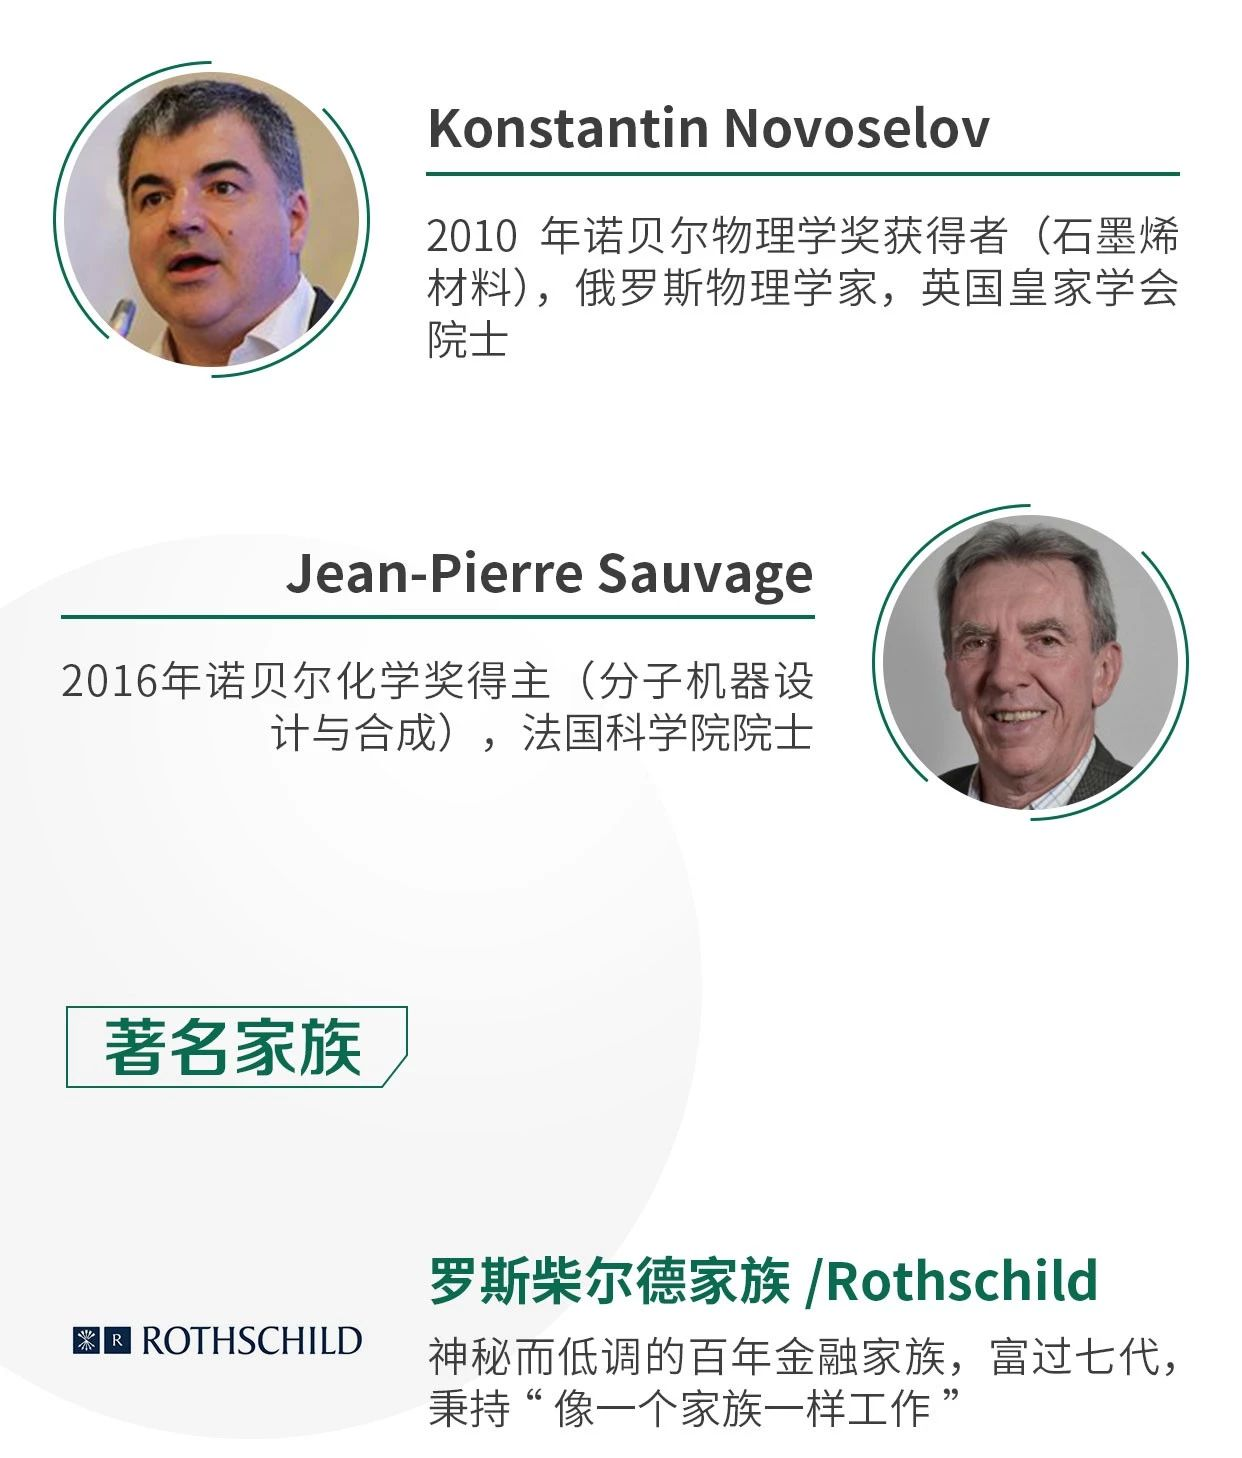 Konstantin Novoselov
2010 年诺贝尔物理学奖获得者（石墨烯
材料），俄罗斯物理学家，英国皇家学会
院士
Jean-Pierre Sauvage
2016年诺贝尔化学奖得主（分子机器设
计与合成），法国科学院院士
著名家族
罗斯柴尔德家族 /Rothschild
R ROTHSCHILD
神秘而低调的百年金融家族，富过七代，
秉持“像一个家族一样工作”